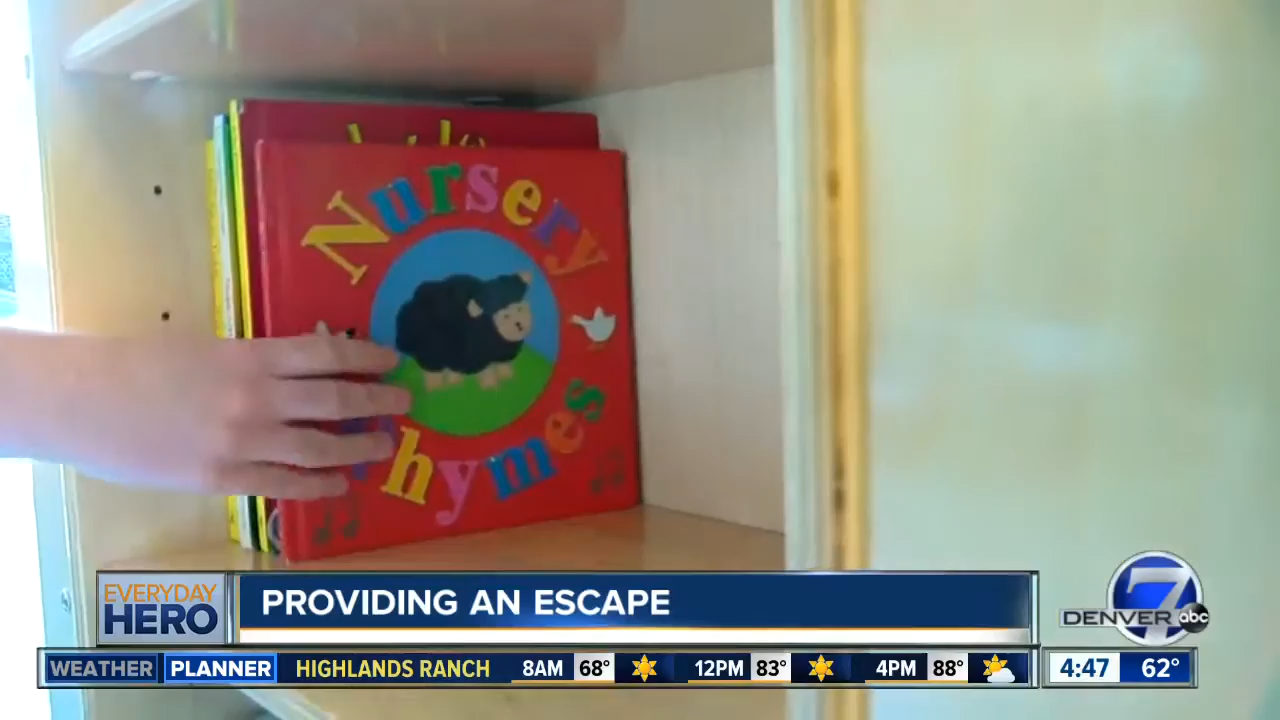 Nursery
Rhymes
EVERYDAY
HERO
PROVIDING AN ESCAPE
7
DENVER abc
WEATHER PLANNER HIGHLANDS RANCH 8AM 68° 12PM 83° 4PM 88° 4:47 62°